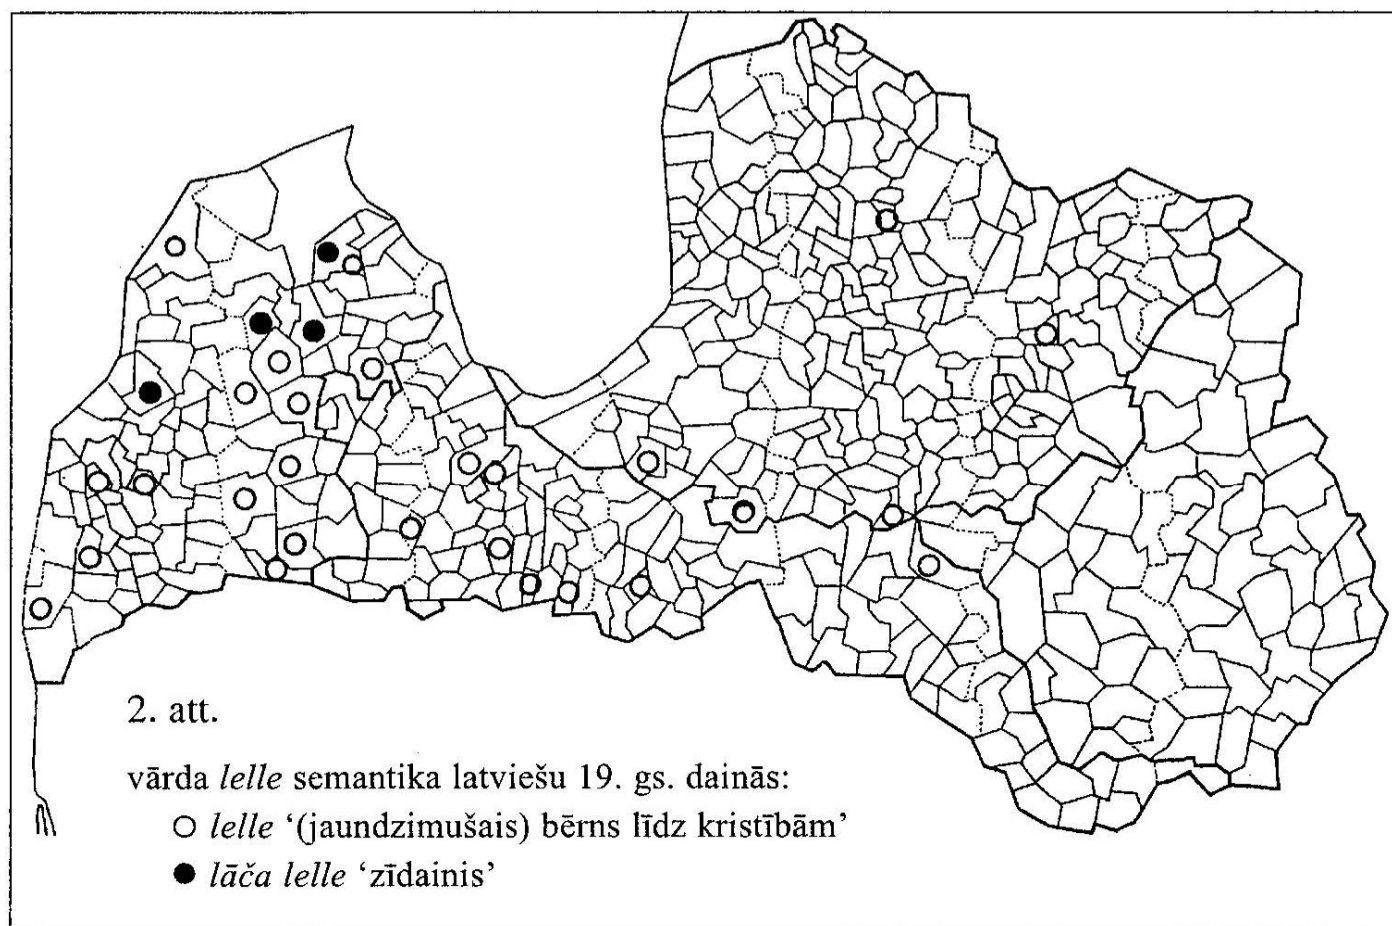 2. att.
vārda lelle semantika latviešu 19. gs. dainās:
lelle ‘(jaundzimušais) bērns līdz kristībām’
lāča lelle ‘zīdainis’